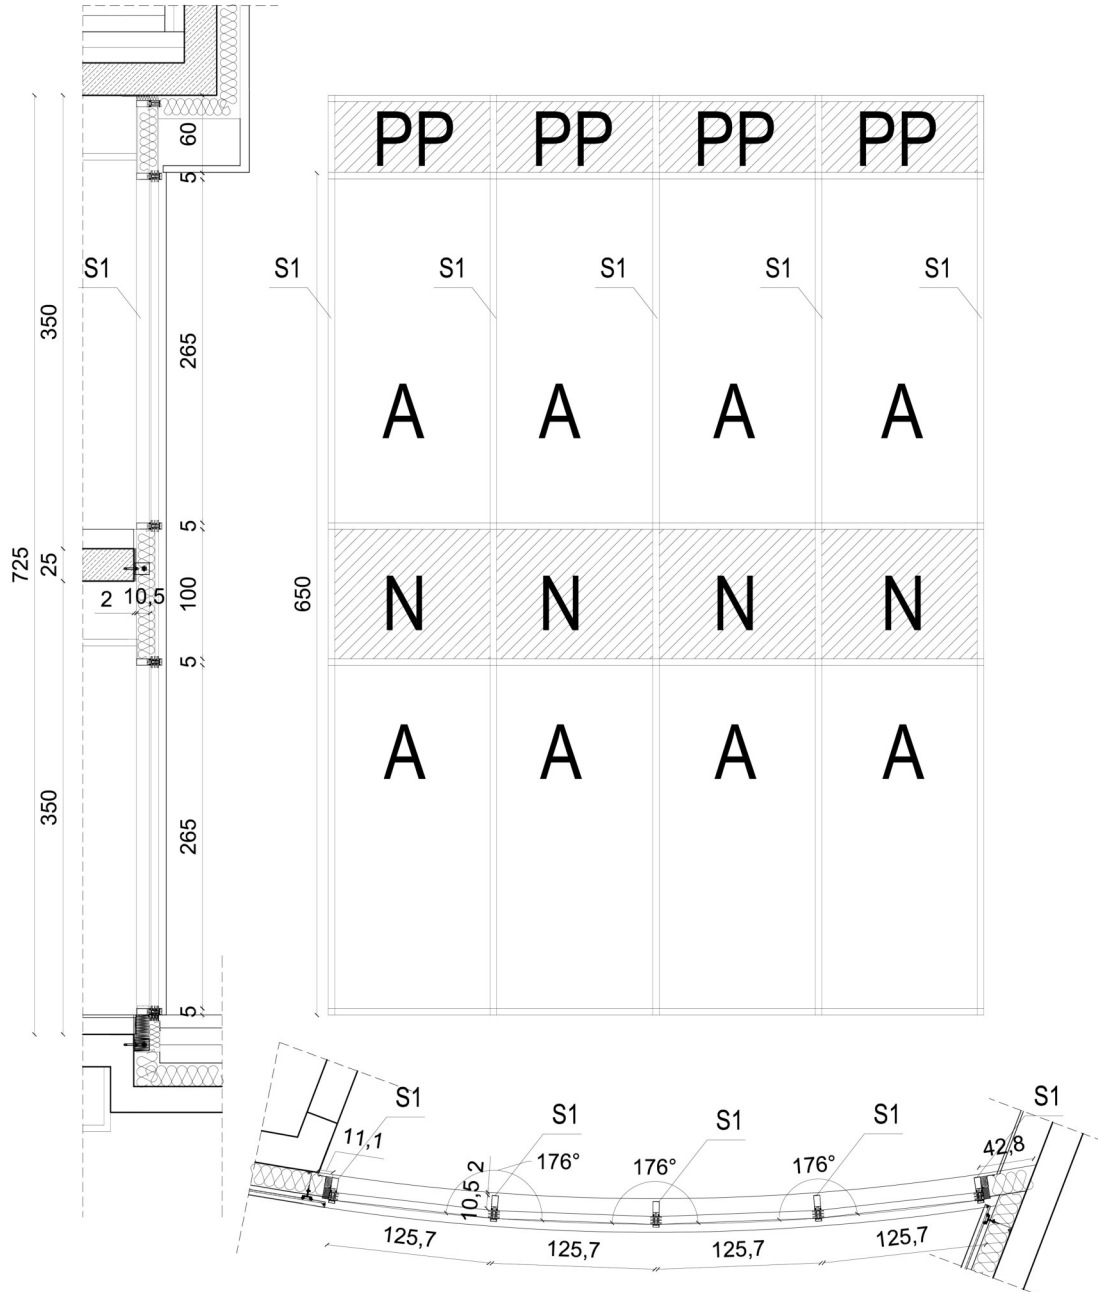 PP PP PP PP
60
5
S1 S1 S1 S1 S1 S1
350
265
A A A A
5
725
25
100
650
2 10,5
N N N N
5
A A A A
350
265
5
S1 S1 S1 S1 S1
11,1
176° 176° 176°
42,8
10,5 2
125,7 125,7 125,7 125,7